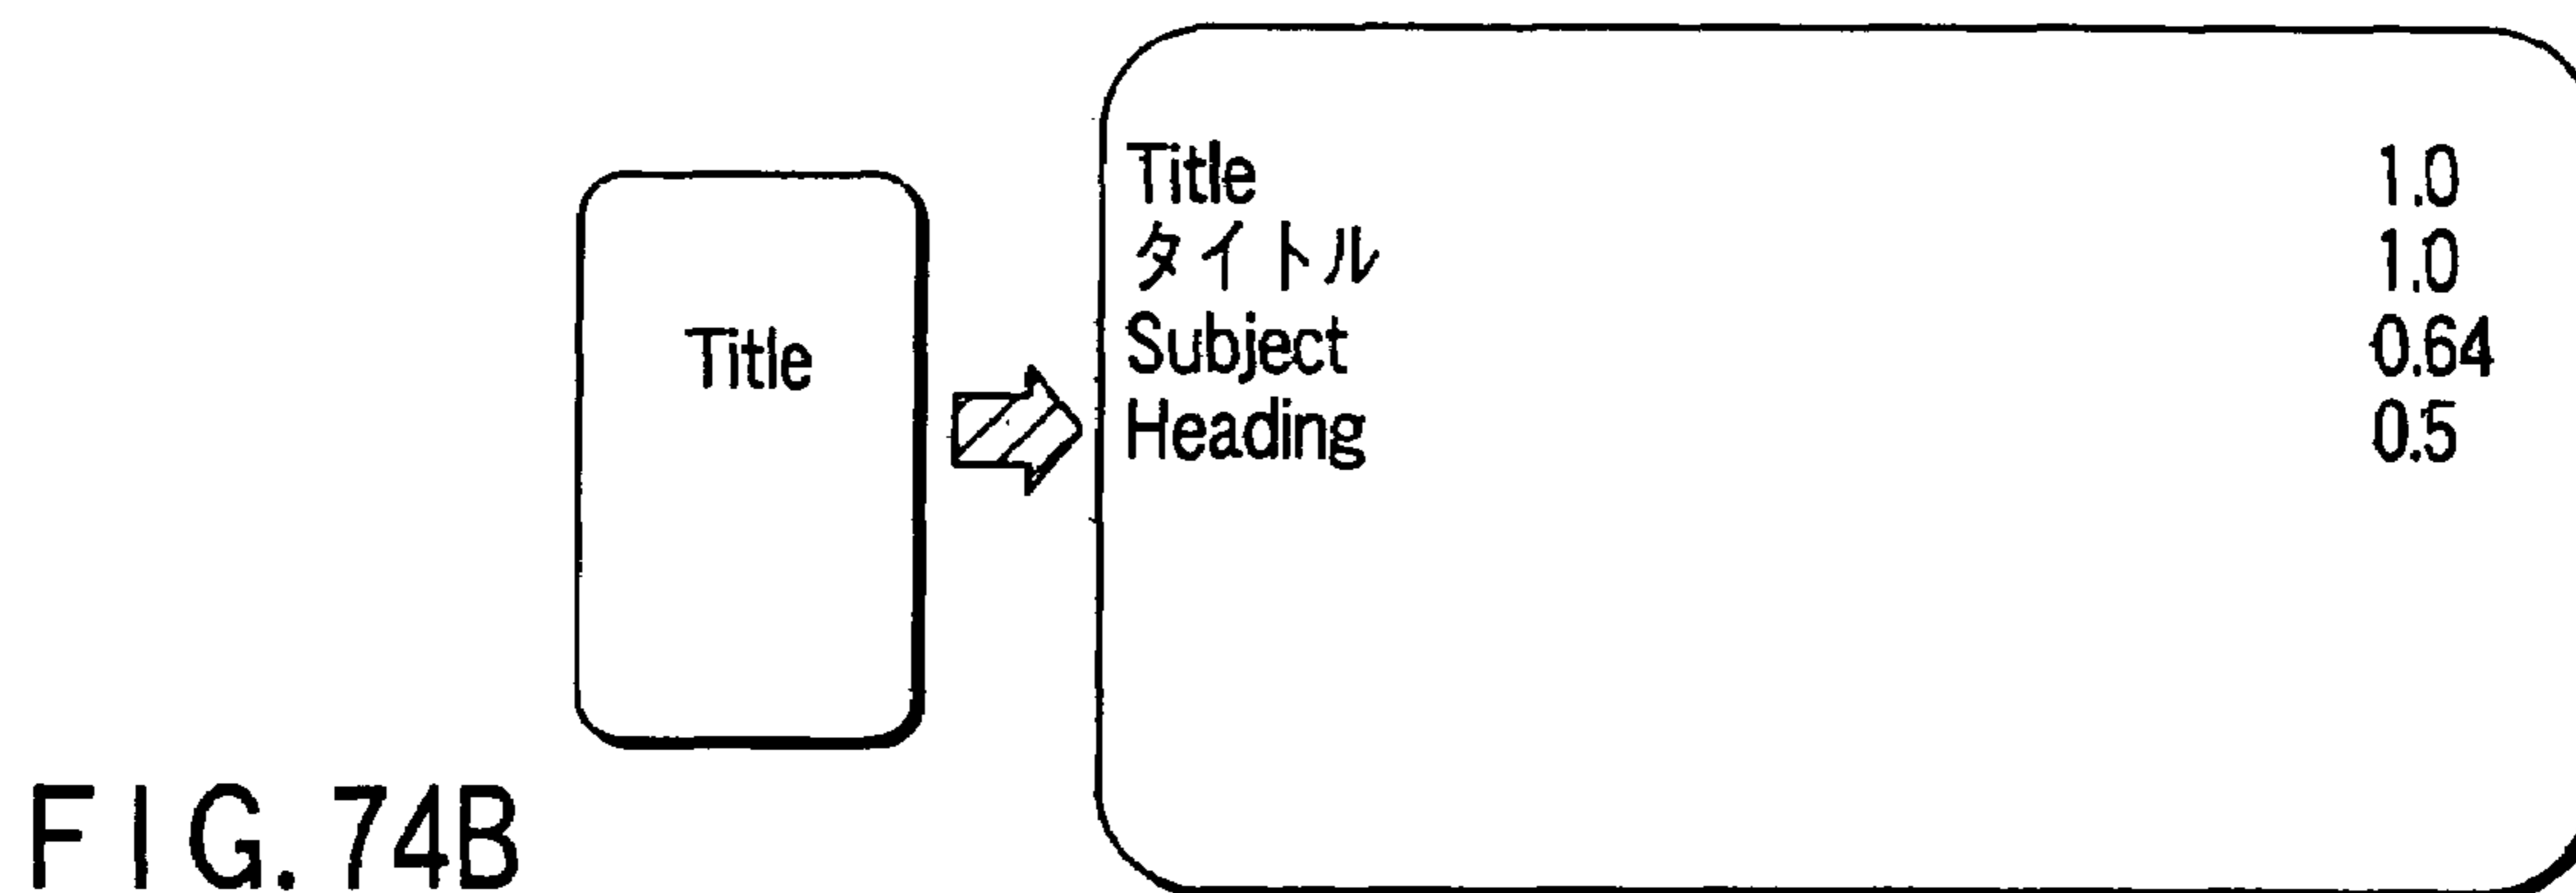 Title
Title 1.0
タイトル 1.0
Subject 0.64
Heading 0.5
FIG. 74B